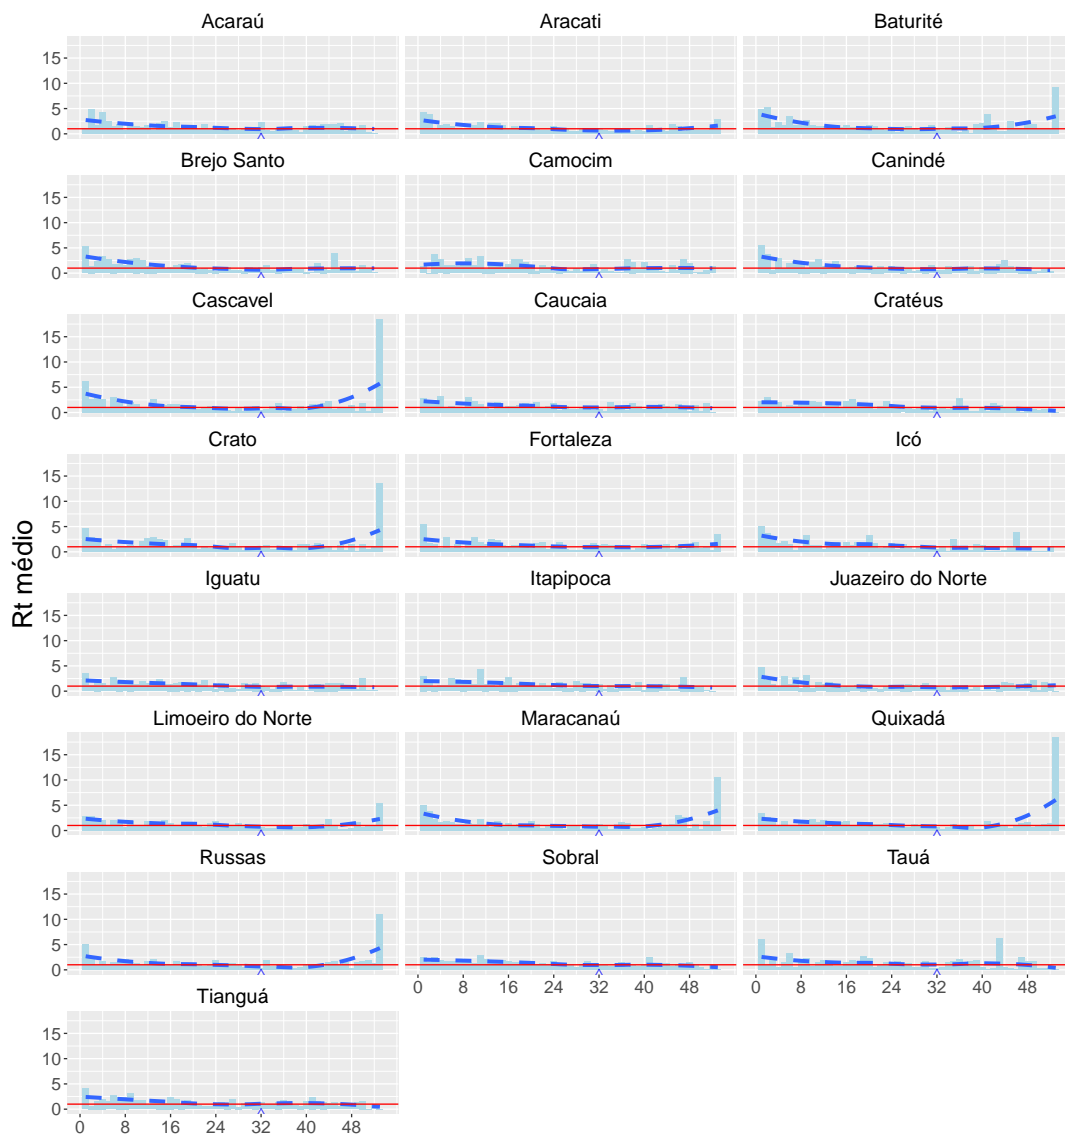 Acaraú Aracati Baturité
15
10
5
0
Brejo Santo Camocim Canindé
15
10
5
0
Cascavel Caucaia Cratéus
15
10
5
0
Crato Fortaleza Icó
15
10
5
0
Rt médio
Iguatu Itapipoca Juazeiro do Norte
15
10
5
0
Limoeiro do Norte Maracanaú Quixadá
15
10
5
0
Russas Sobral Tauá
15
10
5
0
0 8 16 24 32 40 48 0 8 16 24 32 40 48
Tianguá
15
10
5
0
0 8 16 24 32 40 48